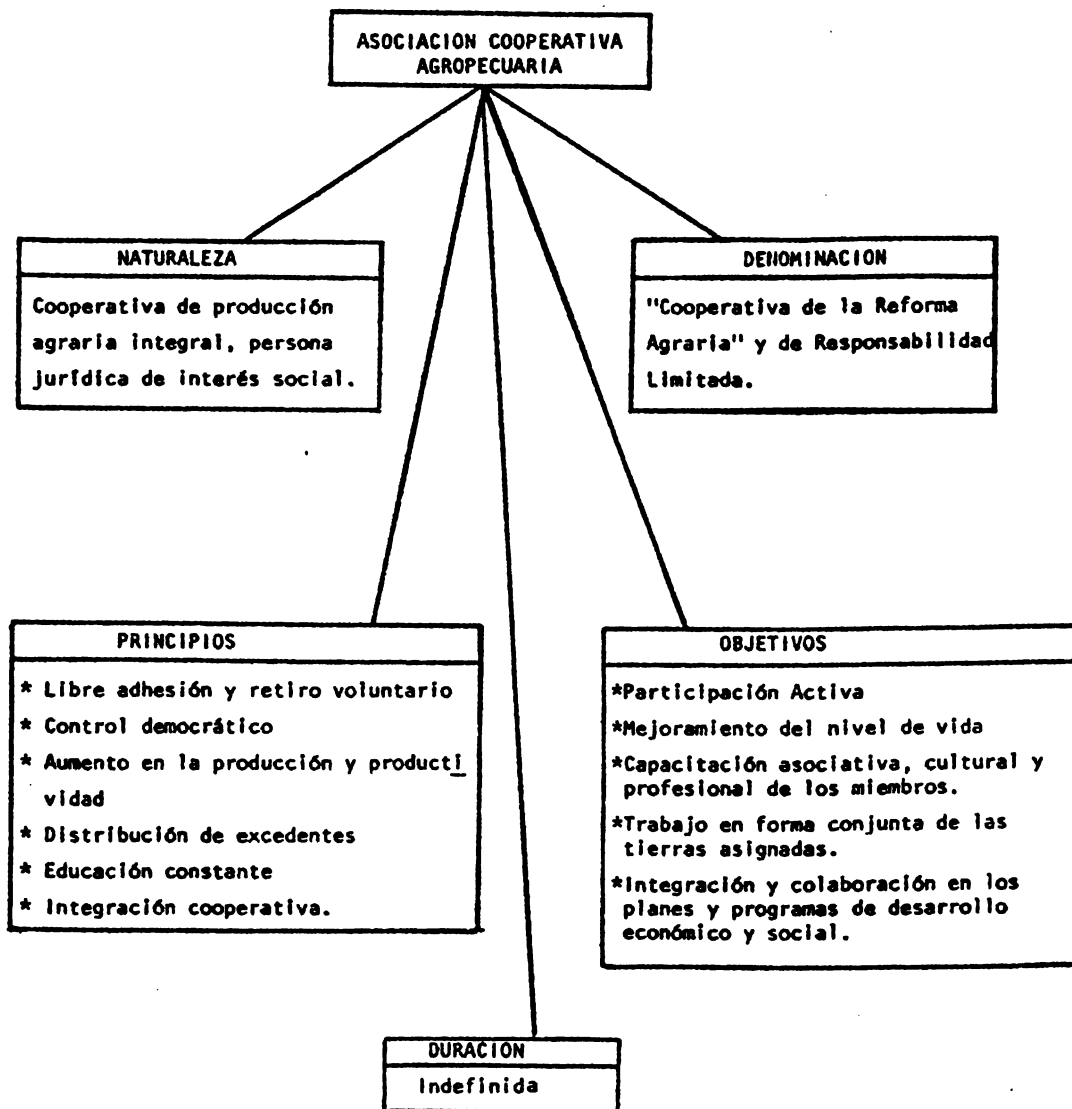 ASOCIACION COOPERATIVA
AGROPECUARIA
NATURALEZA
Cooperativa de producción
agraria integral, persona
jurídica de interés social.
DENOMINACION
"Cooperativa de la Reforma
Agraria" y de Responsabilidad
Limitada.
PRINCIPIOS
* Libre adhesión y retiro voluntario
* Control democrático
* Aumento en la producción y producti
vidad
* Distribución de excedentes
* Educación constante
* Integración cooperativa.
OBJETIVOS
*Participación Activa
*Mejoramiento del nivel de vida
*Capacitación asociativa, cultural y
profesional de los miembros.
*Trabajo en forma conjunta de las
tierras asignadas.
*Integración y colaboración en los
planes y programas de desarrollo
económico y social.
DURACION
Indefinida